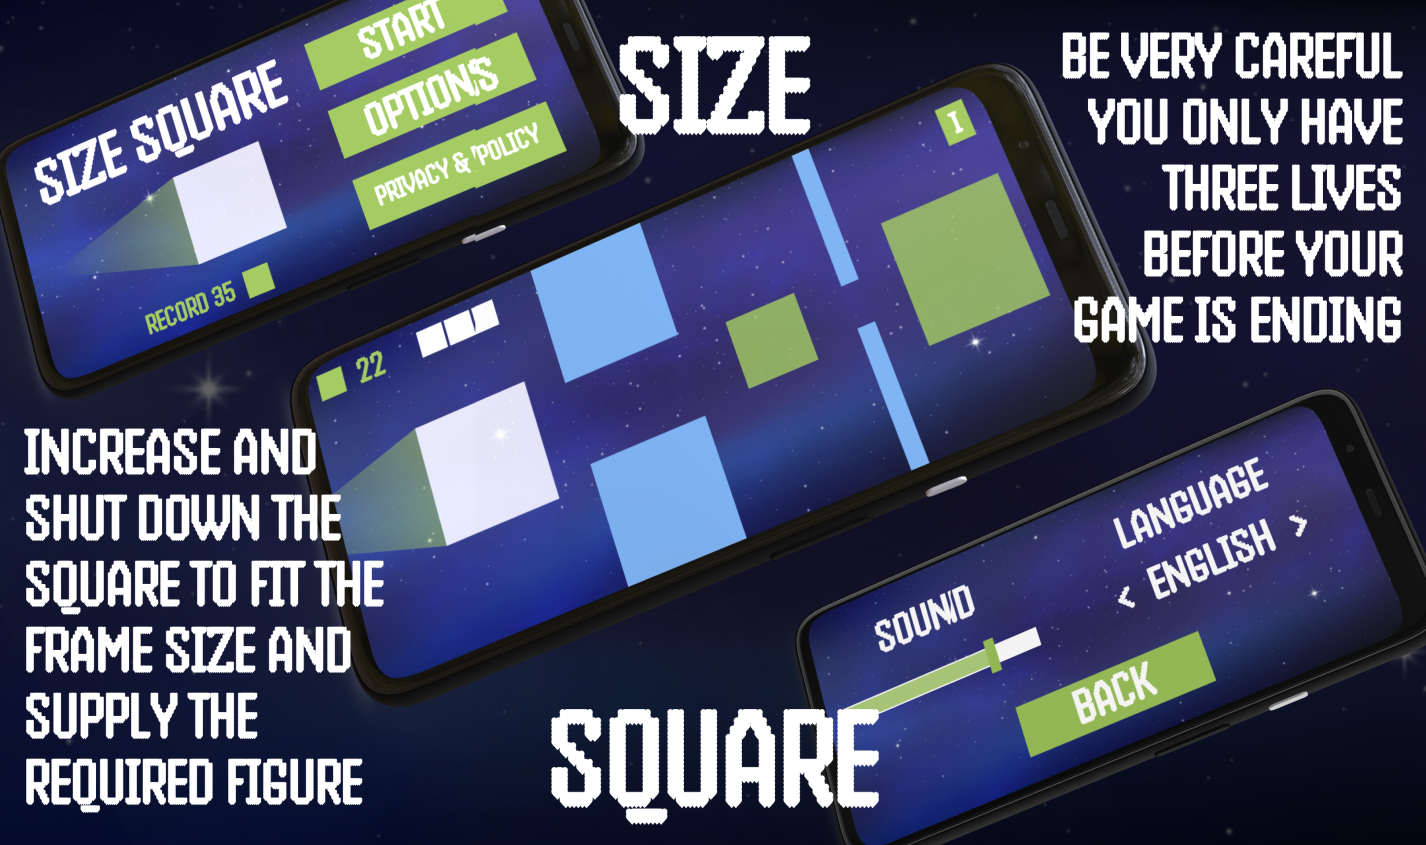 SIZE
SQUARE
BE VERY CAREFUL
YOU ONLY HAVE
THREE LIVES
BEFORE YOUR
GAME IS ENDING
INCREASE AND
SHUT DOWN THE
SQUARE TO FIT THE
FRAME SIZE AND
SUPPLY THE
REQUIRED FIGURE
SIZE SQUARE
START
OPTIONS
PRIVACY & POLICY
RECORD 35
22
I
SOUND
LANGUAGE
< ENGLISH >
BACK